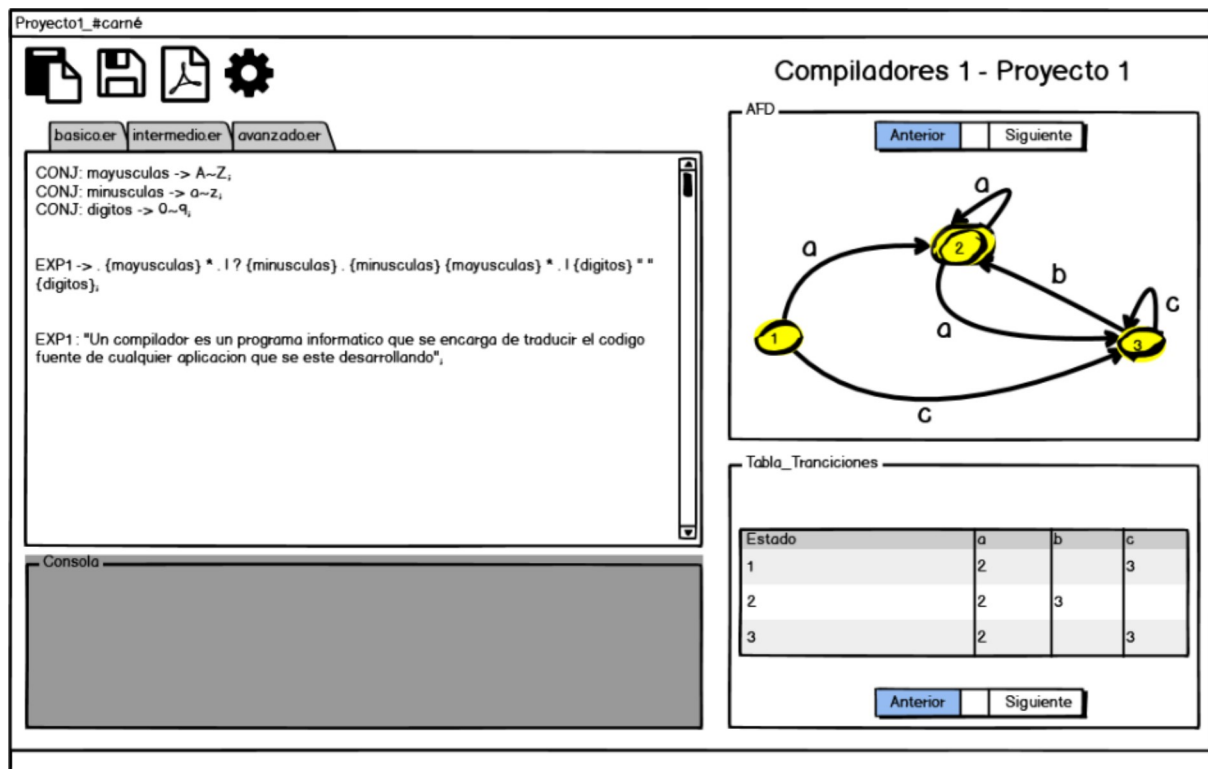 Proyecto1_#carné
Compiladores 1 - Proyecto 1
basico.er
intermedio.er
avanzado.er
CONJ: mayusculas -> A~Z;
CONJ: minusculas -> a~z;
CONJ: digitos -> 0~9;
EXP1 -> . {mayusculas} * . | ? {minusculas} . {minusculas} {mayusculas} * . | {digitos} " "
{digitos};
EXP1 : "Un compilador es un programa informatico que se encarga de traducir el codigo
fuente de cualquier aplicacion que se este desarrollando";
Consola
AFD
Anterior
Siguiente
a
a
2
b
a
c
1
3
c
Tabla_Tranciciones
Estado a b c
1 2 3
2 2 3
3 2 3
Anterior
Siguiente